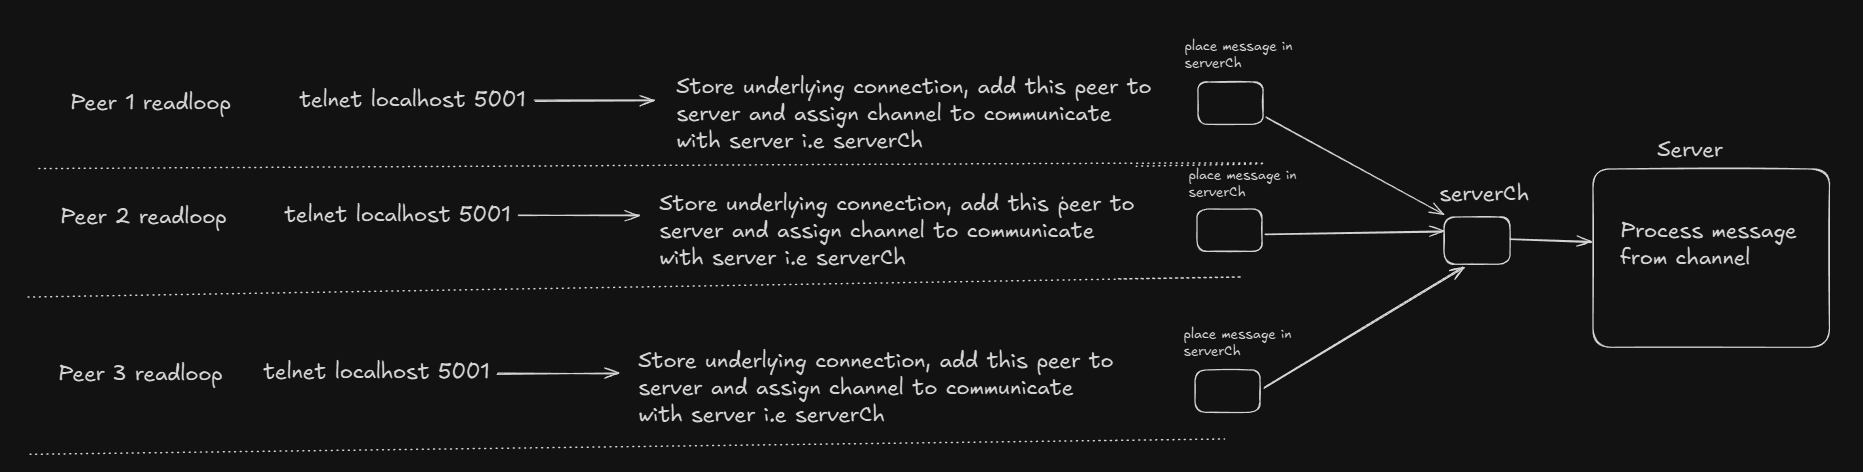 place message in
serverCh
Peer 1 readloop
telnet localhost 5001
Store underlying connection, add this peer to
server and assign channel to communicate
with server i.e serverCh
Server
place message in
serverCh
Peer 2 readloop
telnet localhost 5001
Store underlying connection, add this peer to
server and assign channel to communicate
with server i.e serverCh
serverCh
Process message
from channel
place message in
serverCh
Peer 3 readloop
telnet localhost 5001
Store underlying connection, add this peer to
server and assign channel to communicate
with server i.e serverCh